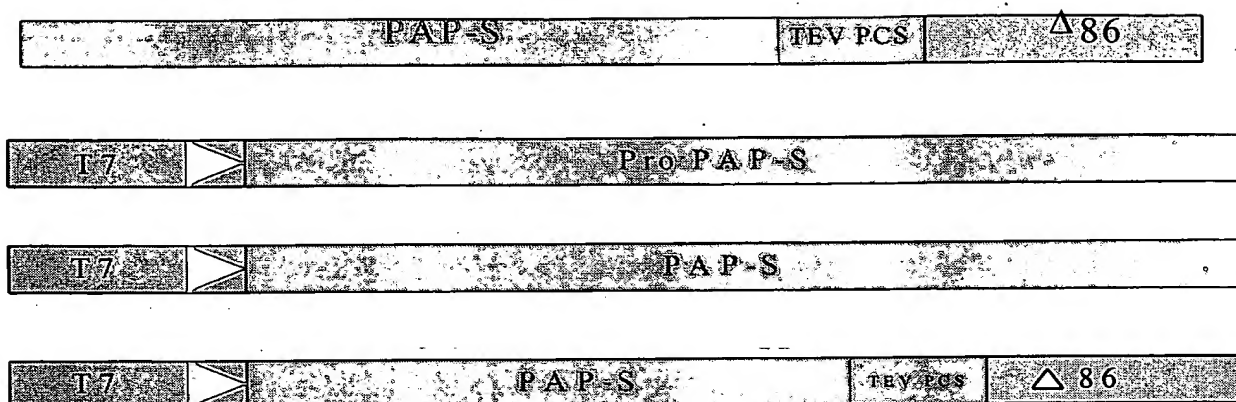 PAP-S TEV PCS Δ86
T7 Pro PAP-S
T7 PAP-S
T7 PAP-S TEV PCS Δ86